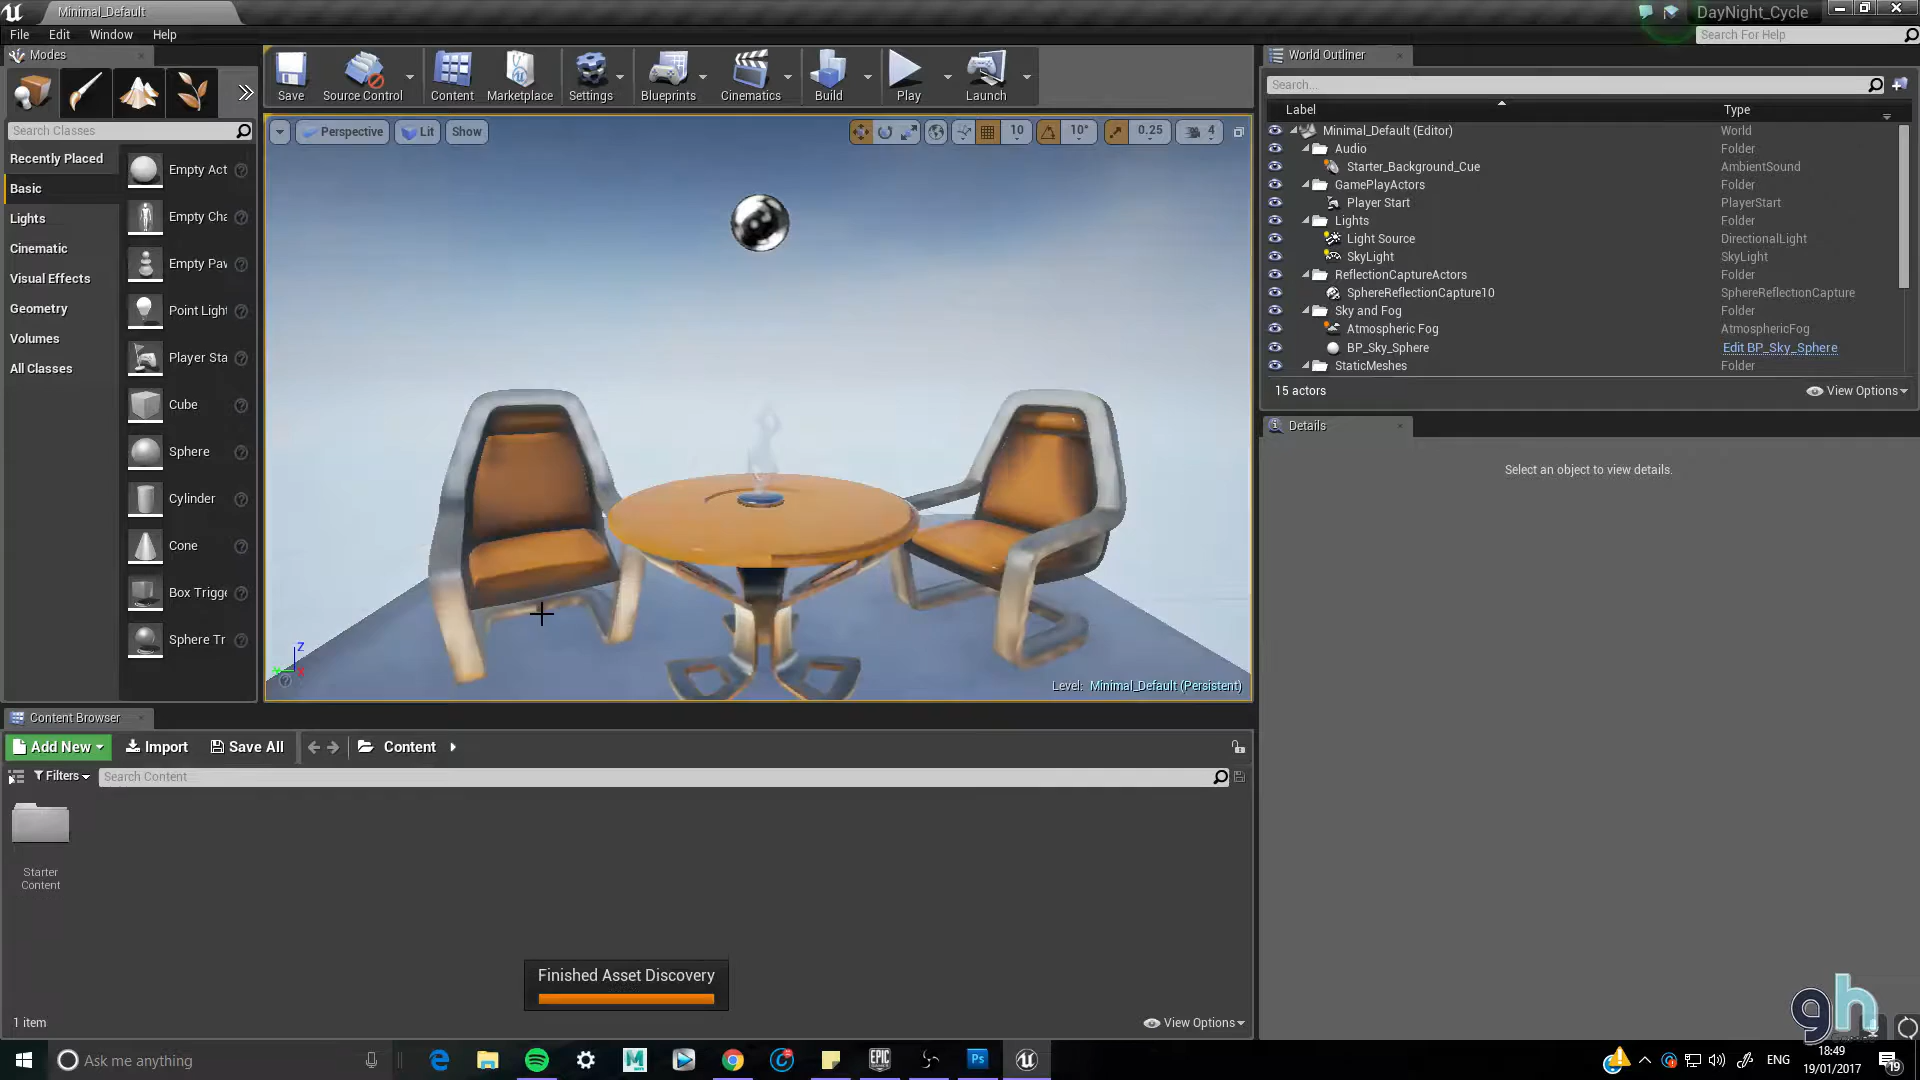 Minimal_Default
DayNight_Cycle
File Edit Window Help
Search For Help
Modes
World Outliner
Save
Source Control
Content
Marketplace
Settings
Blueprints
Cinematics
Build
Play
Launch
Search...
Label
Type
Search Classes
Perspective
Lit
Show
10
10°
0.25
4
Recently Placed
Basic
Lights
Cinematic
Visual Effects
Geometry
Volumes
All Classes
Empty Act
Empty Cha
Empty Pav
Point Light
Player Sta
Cube
Sphere
Cylinder
Cone
Box Trigge
Sphere Tr
Z
Level: Minimal_Default (Persistent)
Minimal_Default (Editor) World
Audio Folder
Starter_Background_Cue AmbientSound
GamePlayActors Folder
Player Start PlayerStart
Lights Folder
Light Source DirectionalLight
SkyLight SkyLight
ReflectionCaptureActors Folder
SphereReflectionCapture10 SphereReflectionCapture
Sky and Fog Folder
Atmospheric Fog AtmosphericFog
BP_Sky_Sphere Edit BP_Sky_Sphere
StaticMeshes Folder
15 actors
View Options
Details
Select an object to view details.
Content Browser
Add New
Import
Save All
Content
Filters
Search Content
Starter
Content
Finished Asset Discovery
1 item
View Options
gh
Ask me anything
EPIC
Ps
ENG
18:49
19/01/2017
19